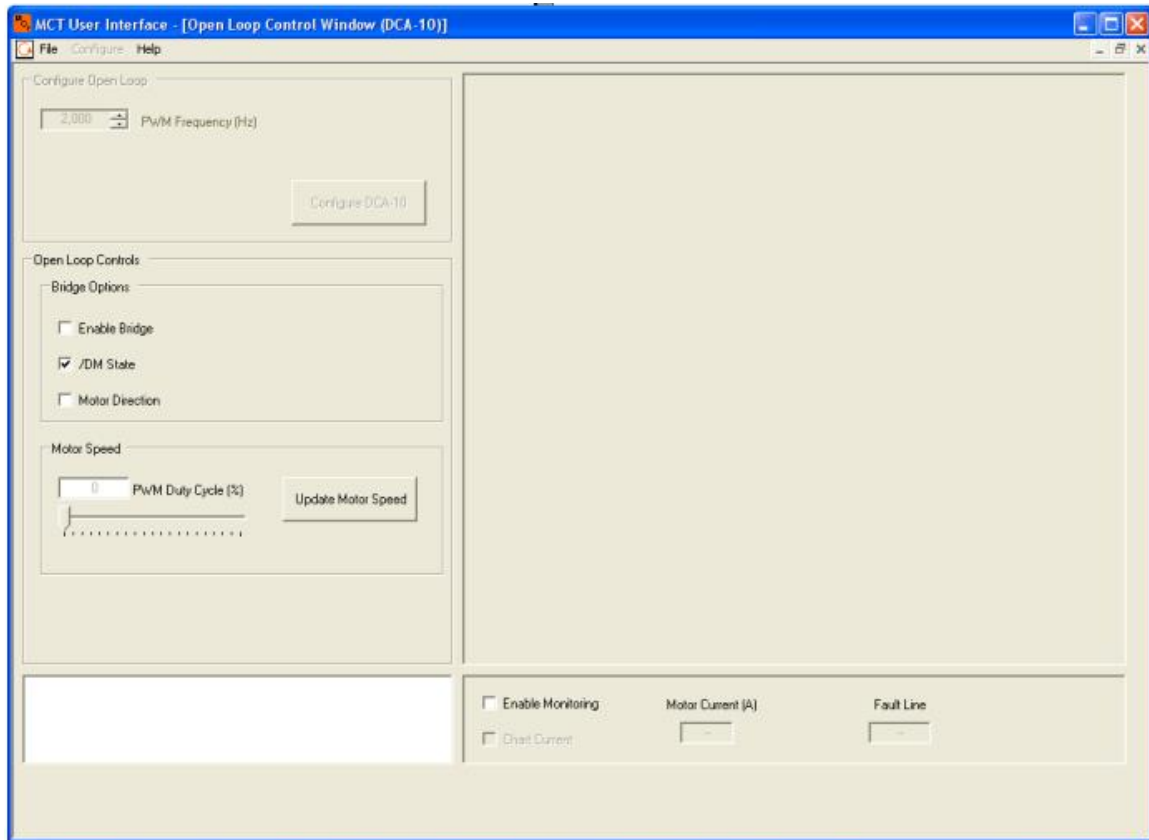 MCT User Interface - [Open Loop Control Window (DCA-10)]
File Configure Help
Configure Open Loop
2,000 PWM Frequency (Hz)
Configure DCA-10
Open Loop Controls
Bridge Options
Enable Bridge
/DM State
Motor Direction
Motor Speed
0 PWM Duty Cycle (%)
Update Motor Speed
Enable Monitoring
Motor Current (A)
Fault Line
Chart Current
-
-